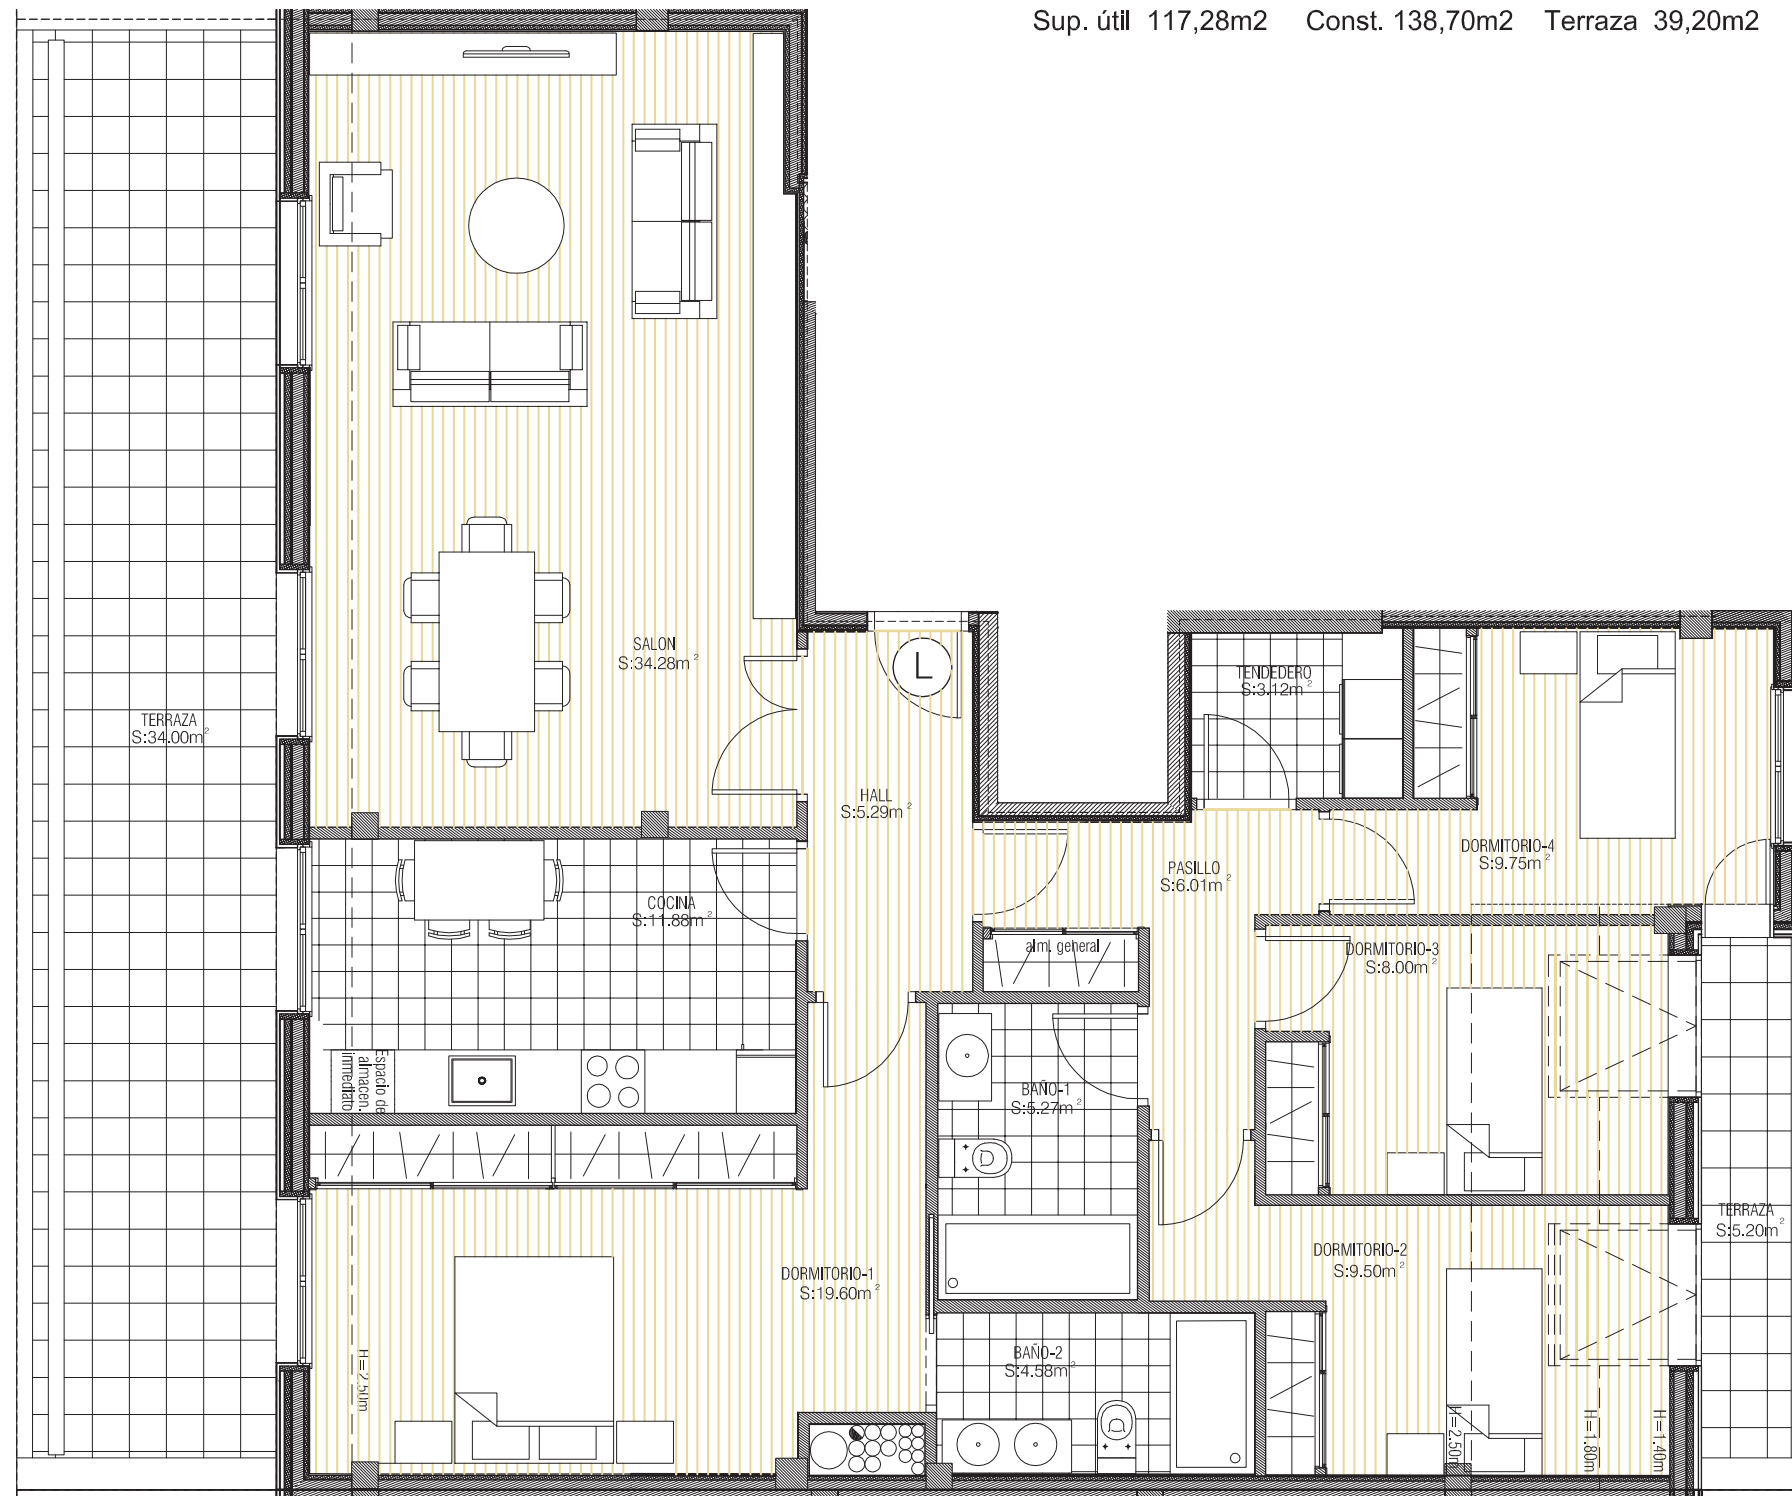 Sup. útil 117,28m2 Const. 138,70m2 Terraza 39,20m2
SALON
S:34.28m²
TERRAZA
S:34.00m²
L
HALL
S:5.29m²
TENDEDERO
S:3.12m²
DORMITORIO-4
S:9.75m²
PASILLO
S:6.01m²
COCINA
S:11.88m²
alm. general
DORMITORIO-3
S:8.00m²
Espacio de
almacen.
inmediato
BAÑO-1
S:5.27m²
TERRAZA
S:5.20m²
DORMITORIO-1
S:19.60m²
DORMITORIO-2
S:9.50m²
BAÑO-2
S:4.58m²
H=2.50m
H=2.50m
H=1.80m
H=1.40m